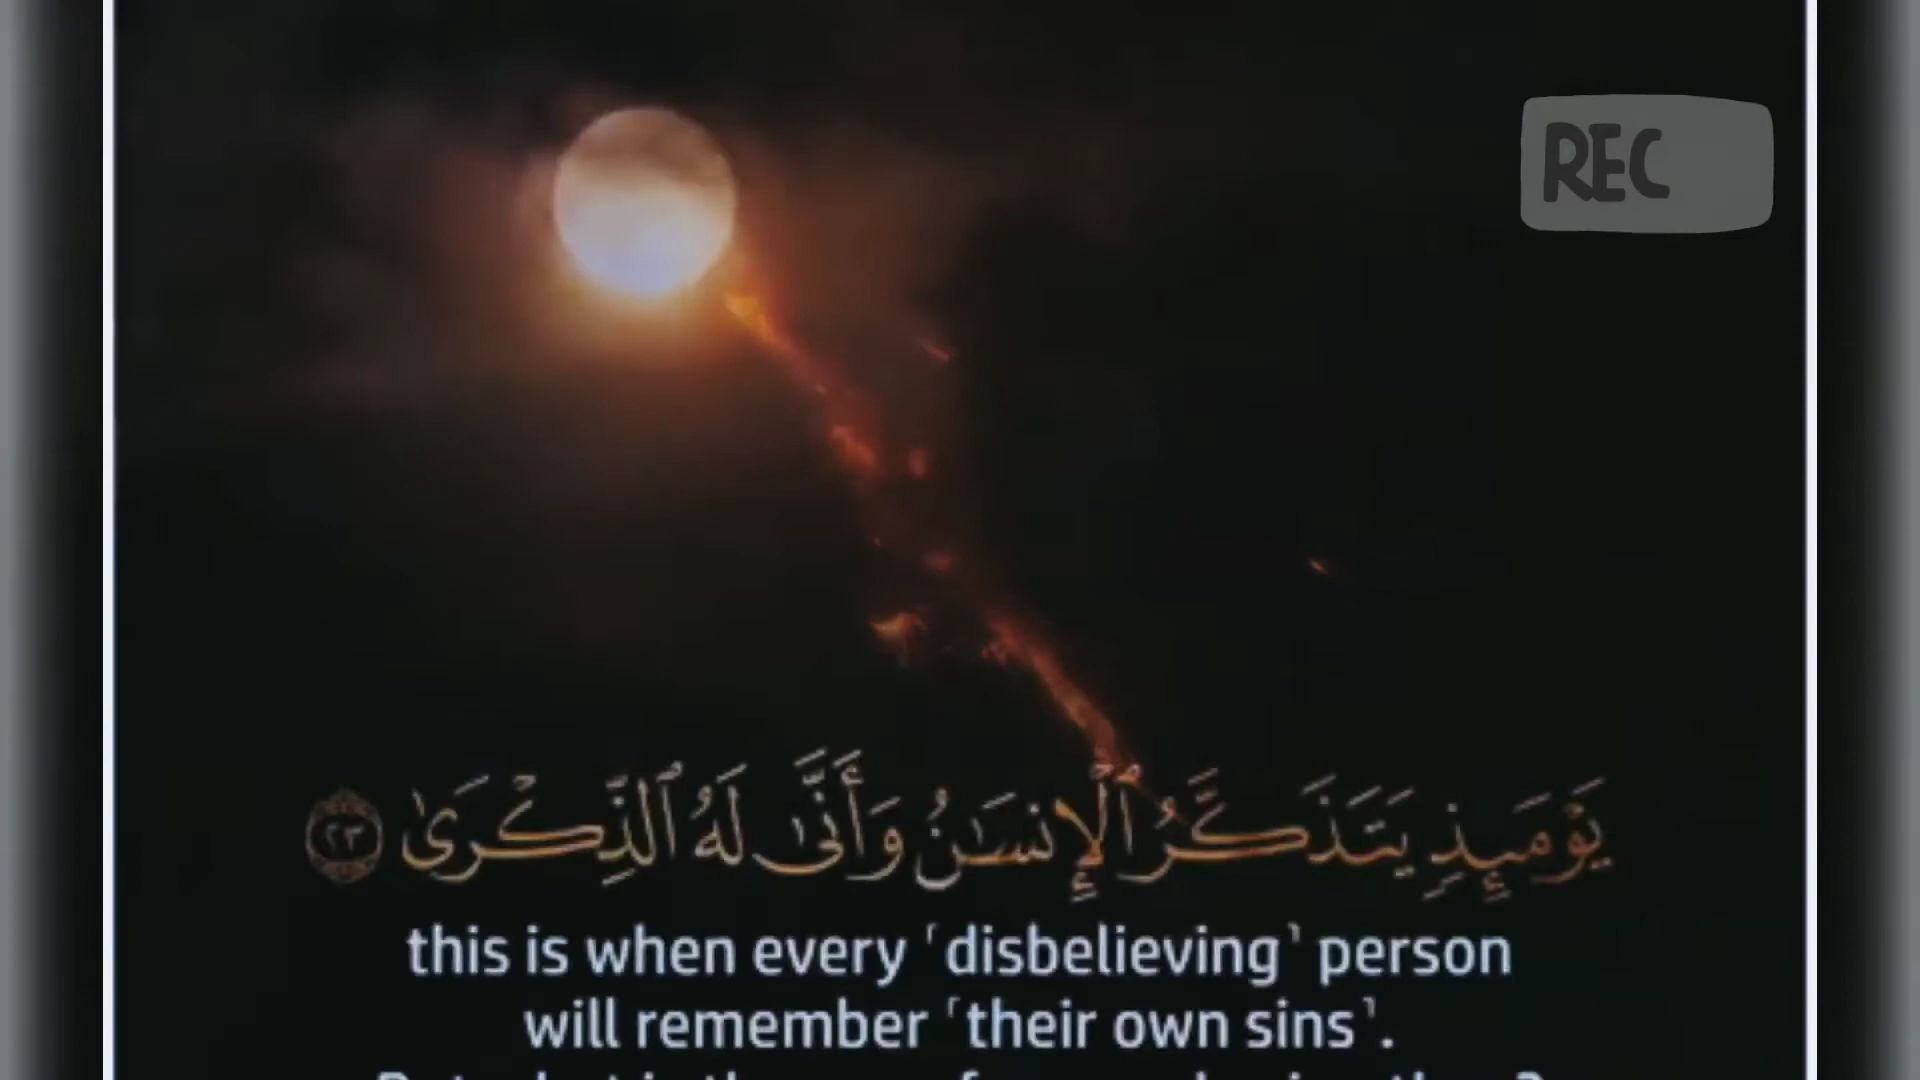 REC
يَوْمَئِذٍ يَتَذَكَّرُ ٱلْإِنسَـٰنُ وَأَنَّىٰ لَهُ ٱلذِّكْرَىٰ ٢٣
this is when every ˹disbelieving˺ person
will remember ˹their own sins˺.